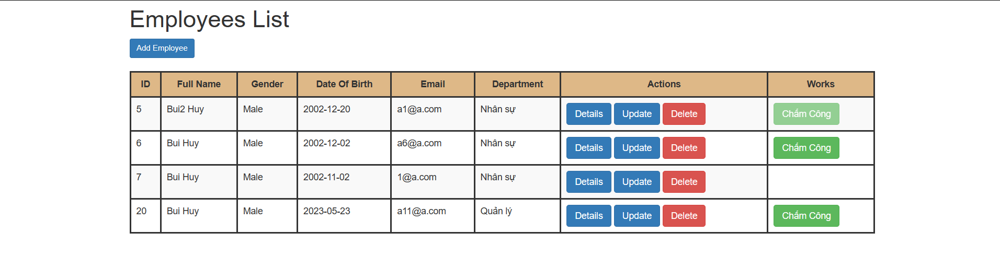 Employees List
Add Employee
ID Full Name Gender Date Of Birth Email Department Actions Works
5 Bui2 Huy Male 2002-12-20 a1@a.com Nhân sự Details Update Delete Chấm Công
6 Bui Huy Male 2002-12-02 a6@a.com Nhân sự Details Update Delete Chấm Công
7 Bui Huy Male 2002-11-02 1@a.com Nhân sự Details Update Delete
20 Bui Huy Male 2023-05-23 a11@a.com Quản lý Details Update Delete Chấm Công